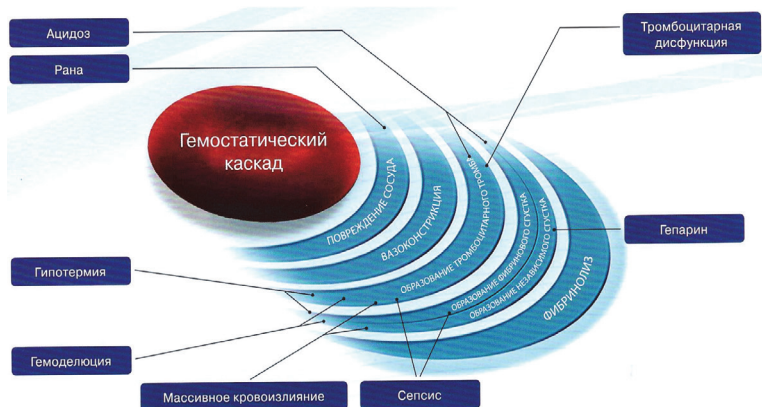 Ацидоз
Тромбоцитарная
дисфункция
Рана
Гемостатический
каскад
ПОВРЕЖДЕНИЕ СОСУДА
ВАЗОКОНСТРИКЦИЯ
ОБРАЗОВАНИЕ ТРОМБОЦИТАРНОГО ТРОМБА
ОБРАЗОВАНИЕ ФИБРИНОВОГО СГУСТКА
ОБРАЗОВАНИЕ НЕЗАВИСИМОГО СГУСТКА
ФИБРИНОЛИЗ
Гепарин
Гипотермия
Гемоделюция
Массивное кровоизлияние
Сепсис